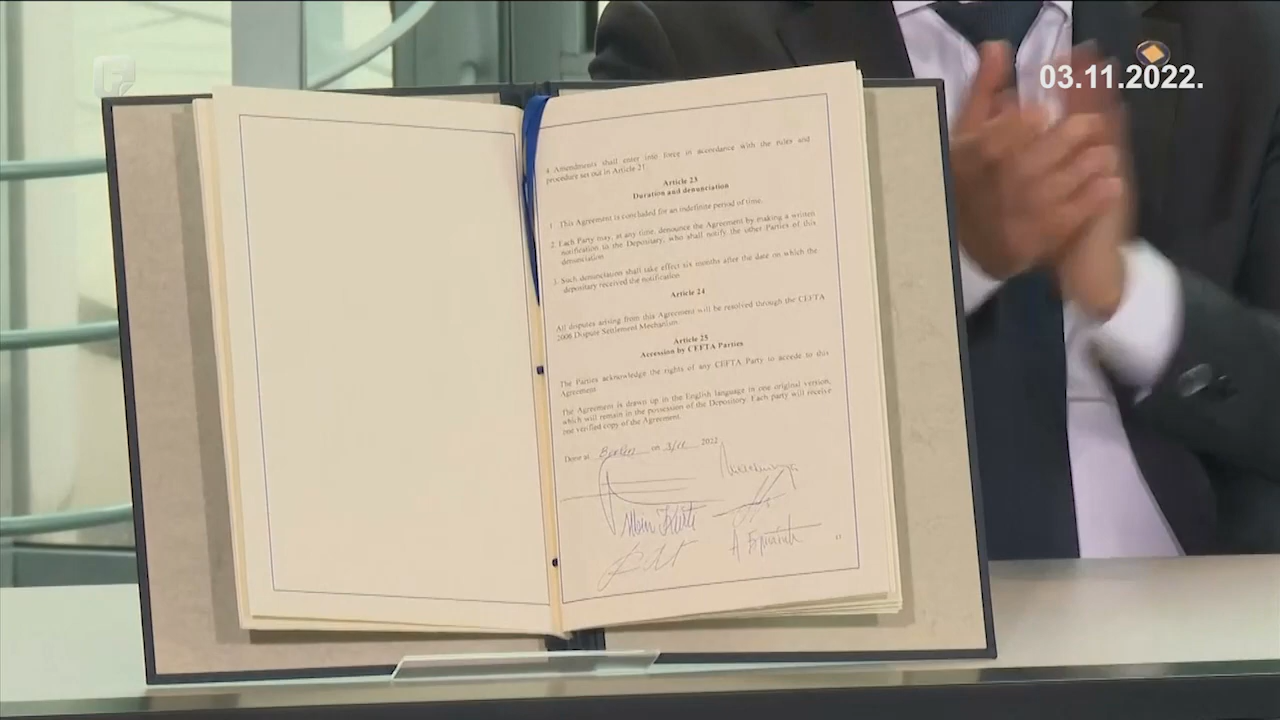 03.11.2022.
4. Amendments shall enter into force in accordance with the rules and
procedure set out in Article 21.
Article 23
Duration and denunciation
1. This Agreement is concluded for an indefinite period of time.
2. Each Party may, at any time, denounce the Agreement by making a written
notification to the Depositary, who shall notify the other Parties of this
denunciation
3. Such denunciation shall take effect six months after the date on which the
depositary received the notification.
Article 24
All disputes arising from this Agreement will be resolved through the CEFTA
2006 Dispute Settlement Mechanism.
Article 25
Accession by CEFTA Parties
The Parties acknowledge the rights of any CEFTA Party to accede to this
Agreement
The Agreement is drawn up in the English language in one original version,
which will remain in the possession of the Depository. Each party will receive
one verified copy of the Agreement.
Done at Berlin on 3/11 2022